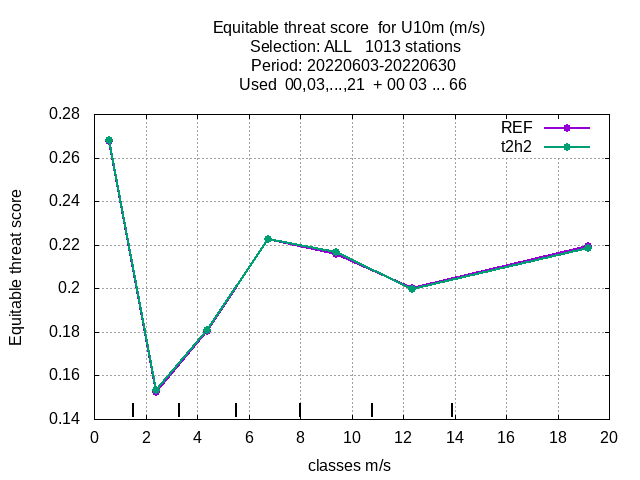 Equitable threat score  for U10m (m/s)
Selection: ALL   1013 stations
Period: 20220603-20220630
Used  00,03,...,21  + 00 03 ... 66
REF
t2h2
0.28
0.26
0.24
0.22
0.2
0.18
0.16
0.14
Equitable threat score
0 2 4 6 8 10 12 14 16 18 20
classes m/s